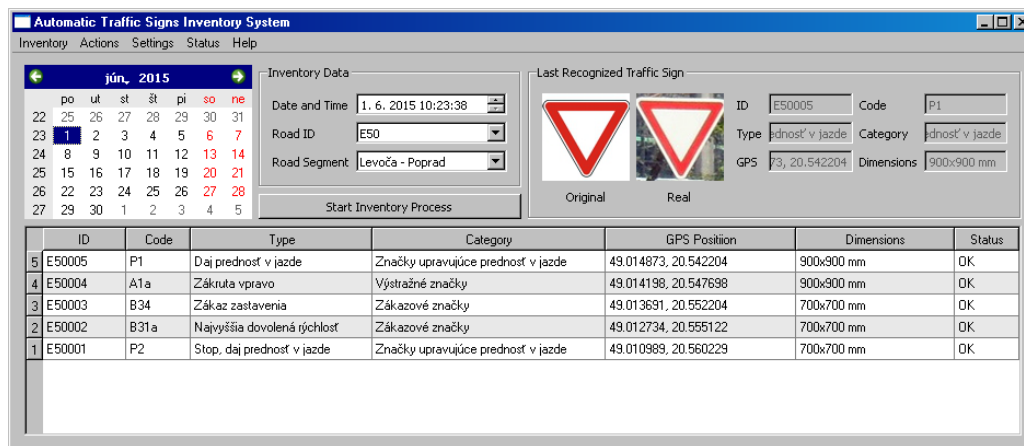 Automatic Traffic Signs Inventory System
Inventory Actions Settings Status Help
jún, 2015
po ut st št pi so ne
22 25 26 27 28 29 30 31
23 1 2 3 4 5 6 7
24 8 9 10 11 12 13 14
25 15 16 17 18 19 20 21
26 22 23 24 25 26 27 28
27 29 30 1 2 3 4 5
Inventory Data
Date and Time 1. 6. 2015 10:23:38
Road ID E50
Road Segment Levoča - Poprad
Start Inventory Process
Last Recognized Traffic Sign
Original Real
ID E50005 Code P1
Type ednosť v jazde Category ednosť v jazde
GPS 73, 20.542204 Dimensions 900x900 mm
ID Code Type Category GPS Positiion Dimensions Status
5 E50005 P1 Daj prednosť v jazde Značky upravujúce prednosť v jazde 49.014873, 20.542204 900x900 mm OK
4 E50004 A1a Zákruta vpravo Výstražné značky 49.014198, 20.547698 900x900 mm OK
3 E50003 B34 Zákaz zastavenia Zákazové značky 49.013691, 20.552204 700x700 mm OK
2 E50002 B31a Najvyššia dovolená rýchlosť Zákazové značky 49.012734, 20.555122 700x700 mm OK
1 E50001 P2 Stop, daj prednosť v jazde Značky upravujúce prednosť v jazde 49.010989, 20.560229 700x700 mm OK